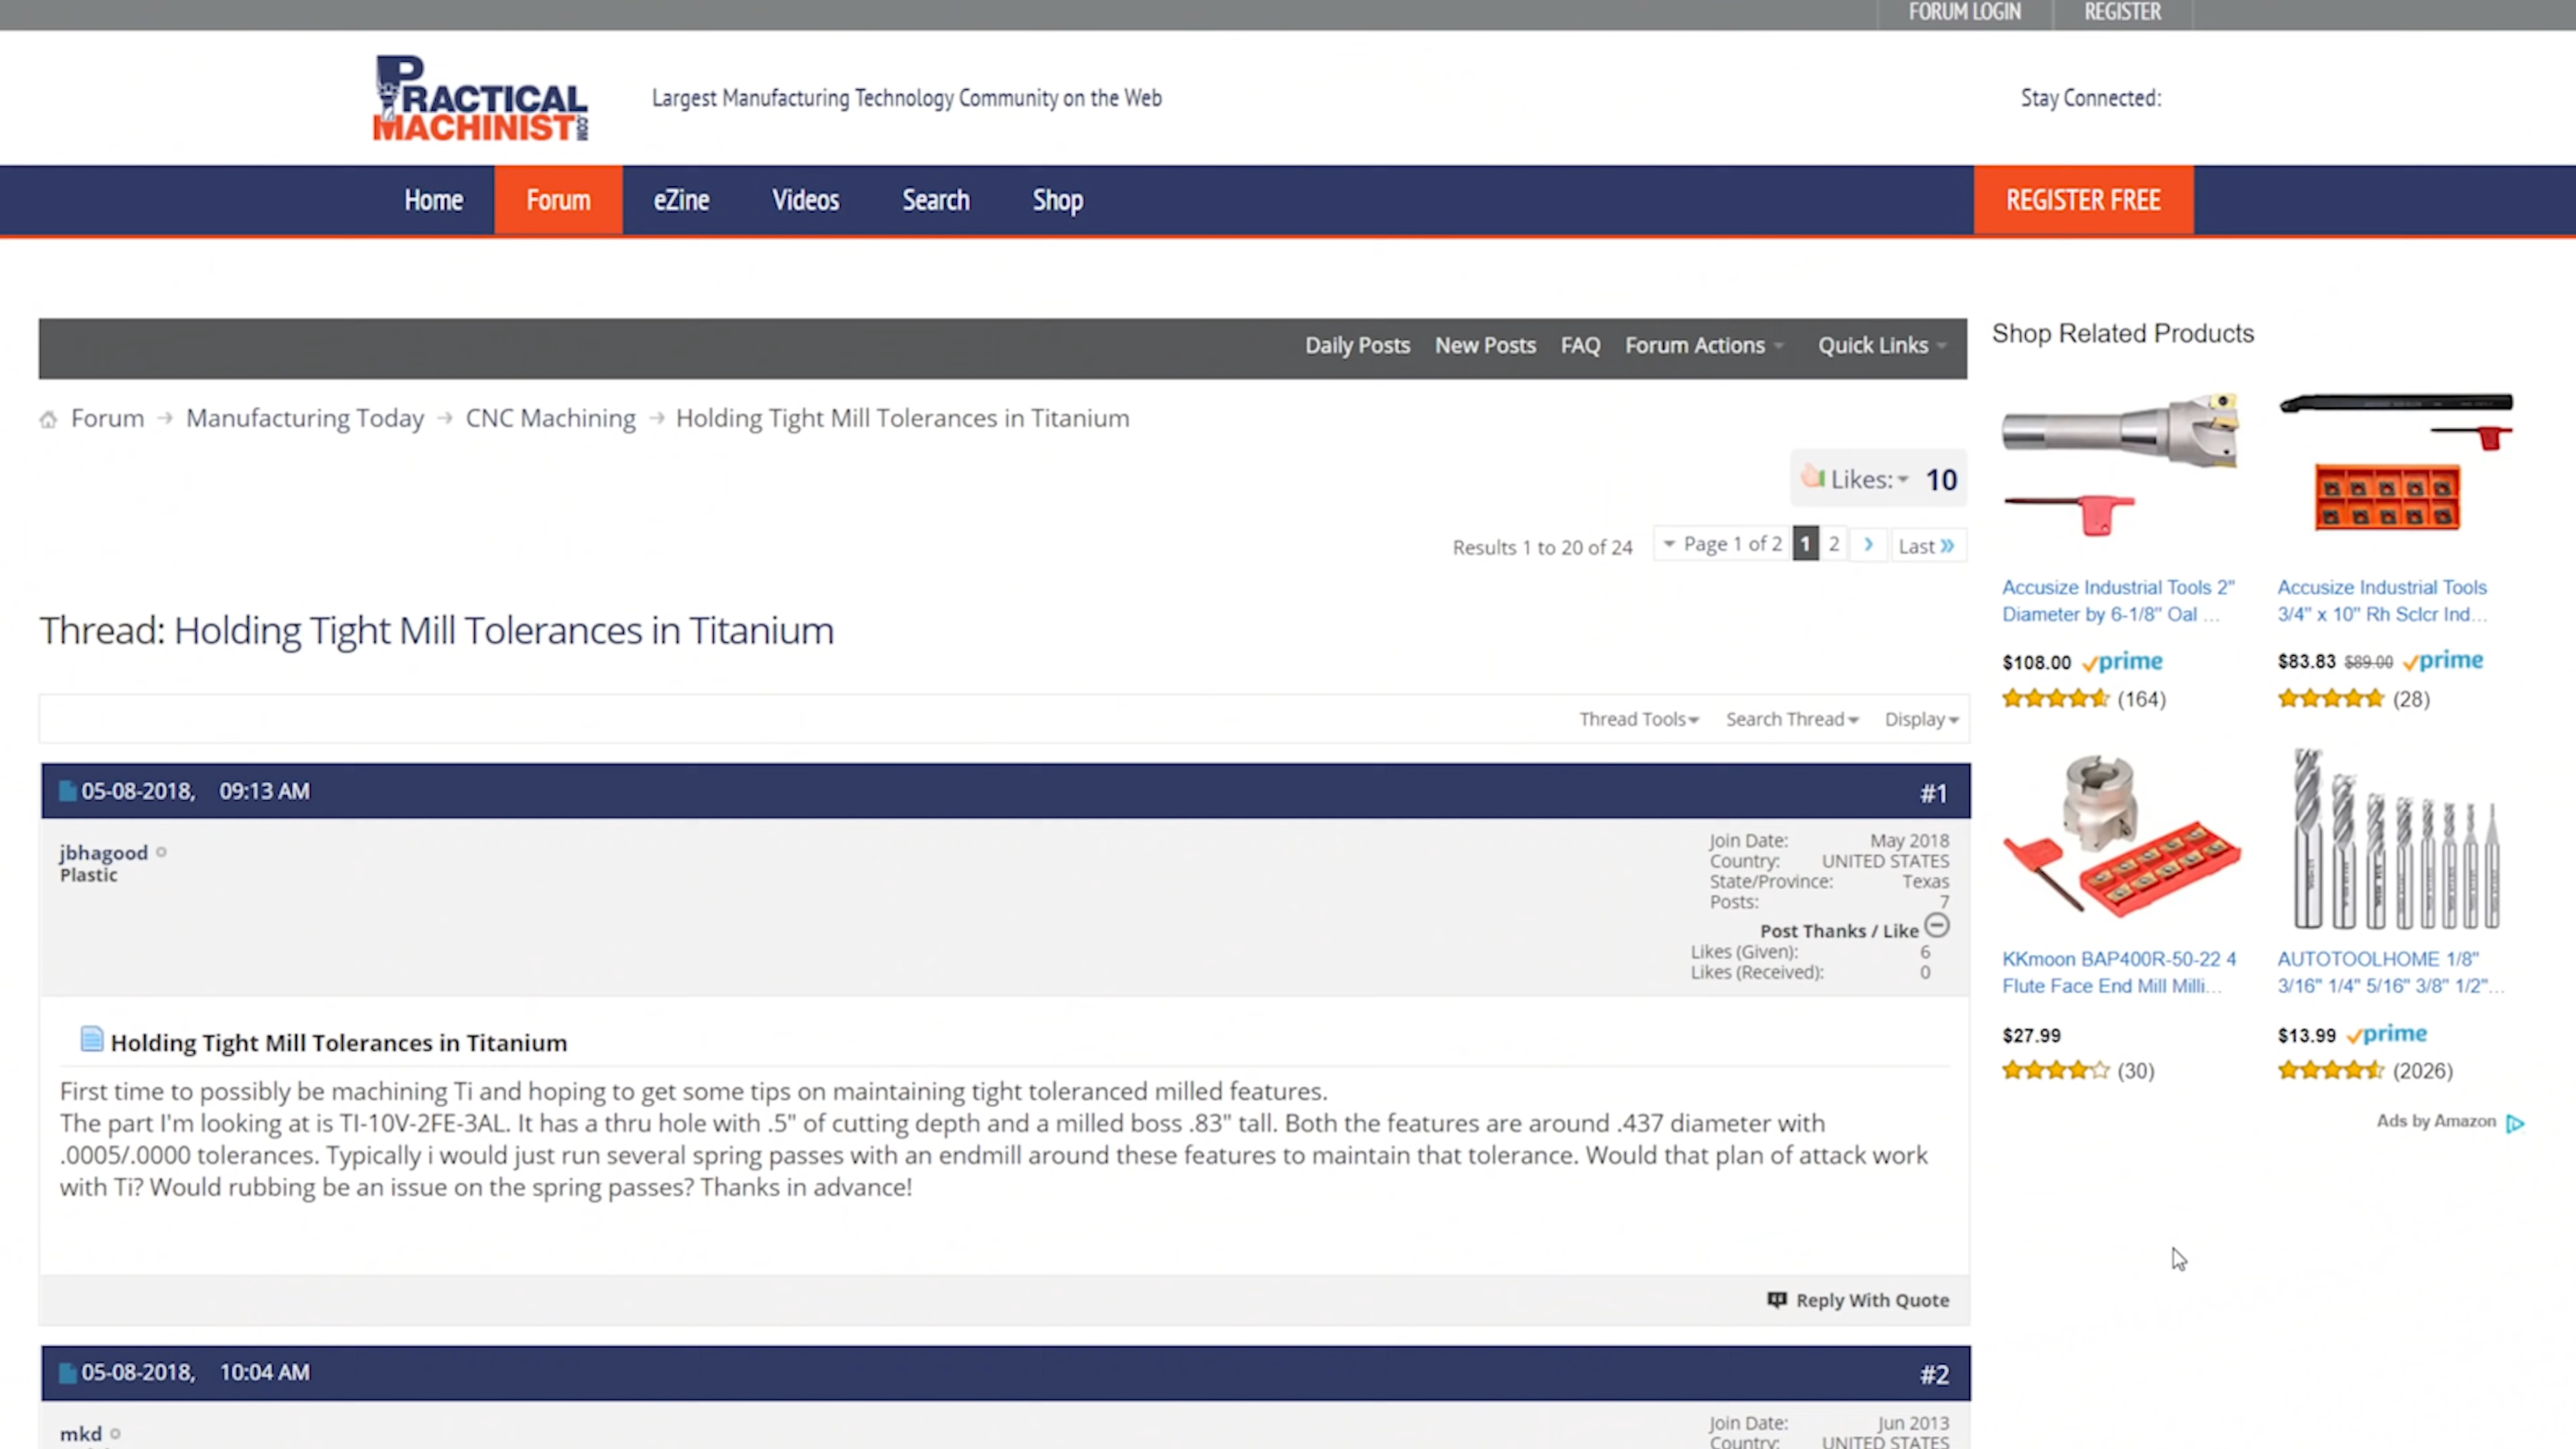 FORUM LOGIN REGISTER
PRACTICAL
MACHINIST.COM
Largest Manufacturing Technology Community on the Web
Stay Connected:
Home Forum eZine Videos Search Shop REGISTER FREE
Daily Posts New Posts FAQ Forum Actions Quick Links
Forum Manufacturing Today CNC Machining Holding Tight Mill Tolerances in Titanium
Likes: 10
Results 1 to 20 of 24 Page 1 of 2 1 2 Last
Thread: Holding Tight Mill Tolerances in Titanium
Thread Tools Search Thread Display
05-08-2018, 09:13 AM #1
jbhagood
Plastic
Join Date: May 2018
Country: UNITED STATES
State/Province: Texas
Posts: 7
Post Thanks / Like
Likes (Given): 6
Likes (Received): 0
Holding Tight Mill Tolerances in Titanium
First time to possibly be machining Ti and hoping to get some tips on maintaining tight toleranced milled features.
The part I'm looking at is TI-10V-2FE-3AL. It has a thru hole with .5" of cutting depth and a milled boss .83" tall. Both the features are around .437 diameter with
.0005/.0000 tolerances. Typically i would just run several spring passes with an endmill around these features to maintain that tolerance. Would that plan of attack work
with Ti? Would rubbing be an issue on the spring passes? Thanks in advance!
Reply With Quote
05-08-2018, 10:04 AM #2
mkd
Join Date: Jun 2013
Country: UNITED STATES
Shop Related Products
Accusize Industrial Tools 2"
Diameter by 6-1/8" Oal ...
$108.00 prime
(164)
Accusize Industrial Tools
3/4" x 10" Rh Sclcr Ind...
$83.83 $89.00 prime
(28)
KKmoon BAP400R-50-22 4
Flute Face End Mill Milli...
$27.99
(30)
AUTOTOOLHOME 1/8"
3/16" 1/4" 5/16" 3/8" 1/2"...
$13.99 prime
(2026)
Ads by Amazon